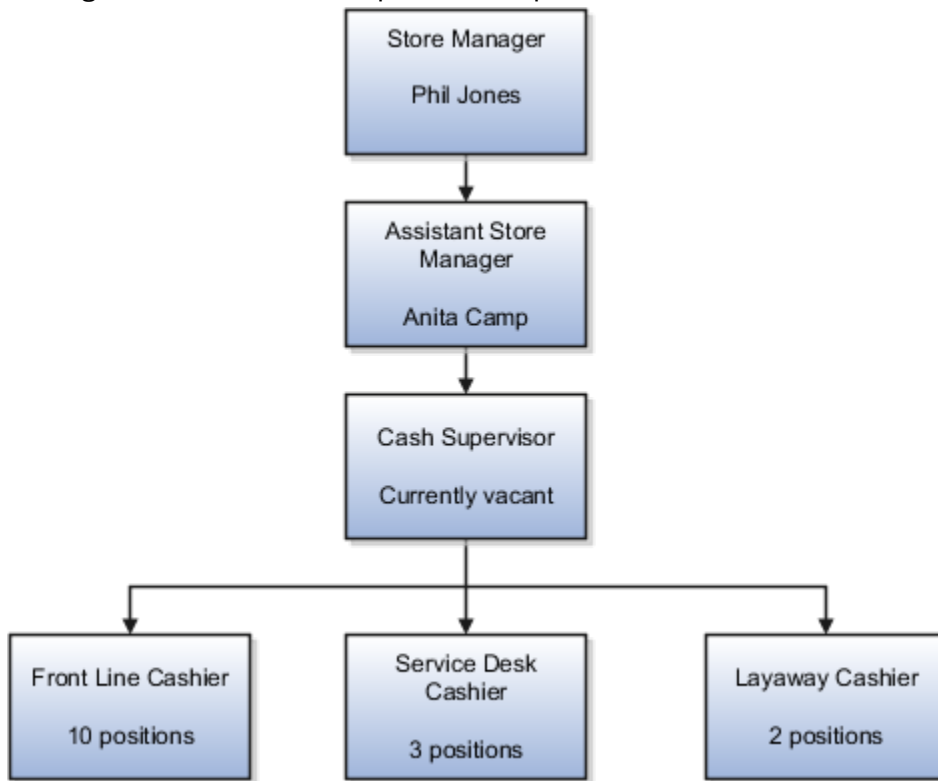 Store Manager
Phil Jones
Assistant Store
Manager
Anita Camp
Cash Supervisor
Currently vacant
Front Line Cashier
10 positions
Service Desk
Cashier
3 positions
Layaway Cashier
2 positions